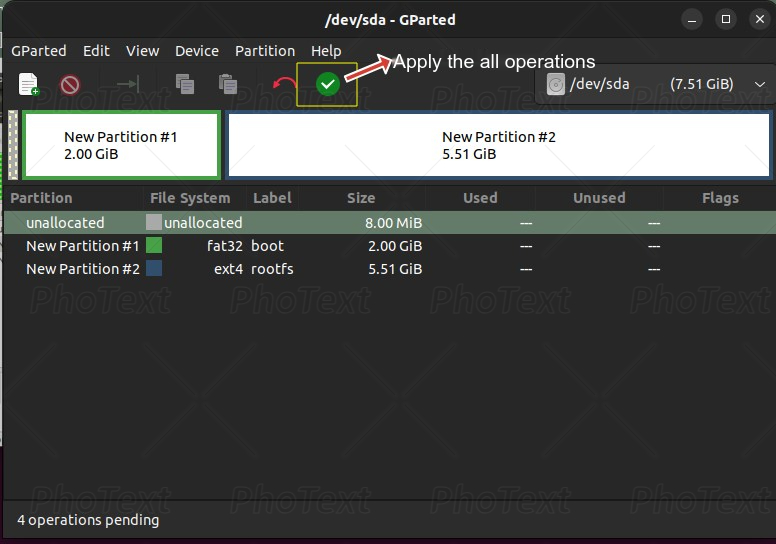 /dev/sda - GParted
GParted Edit View Device Partition Help
Apply the all operations
/dev/sda (7.51 GiB)
New Partition #1
2.00 GiB
New Partition #2
5.51 GiB
Partition File System Label Size Used Unused Flags
unallocated unallocated 8.00 MiB --- ---
New Partition #1 fat32 boot 2.00 GiB --- ---
New Partition #2 ext4 rootfs 5.51 GiB --- ---
PhoText PhoText PhoText PhoText
PhoText PhoText PhoText PhoText
PhoText PhoText PhoText PhoText
4 operations pending